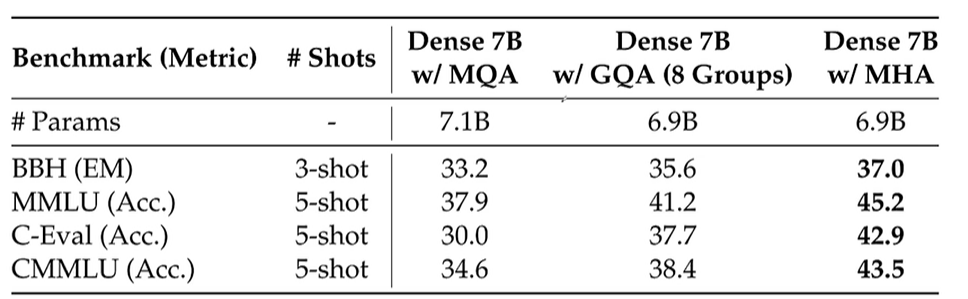 Benchmark (Metric) # Shots Dense 7B w/ MQA Dense 7B w/ GQA (8 Groups) Dense 7B w/ MHA
# Params - 7.1B 6.9B 6.9B
BBH (EM) 3-shot 33.2 35.6 37.0
MMLU (Acc.) 5-shot 37.9 41.2 45.2
C-Eval (Acc.) 5-shot 30.0 37.7 42.9
CMMLU (Acc.) 5-shot 34.6 38.4 43.5